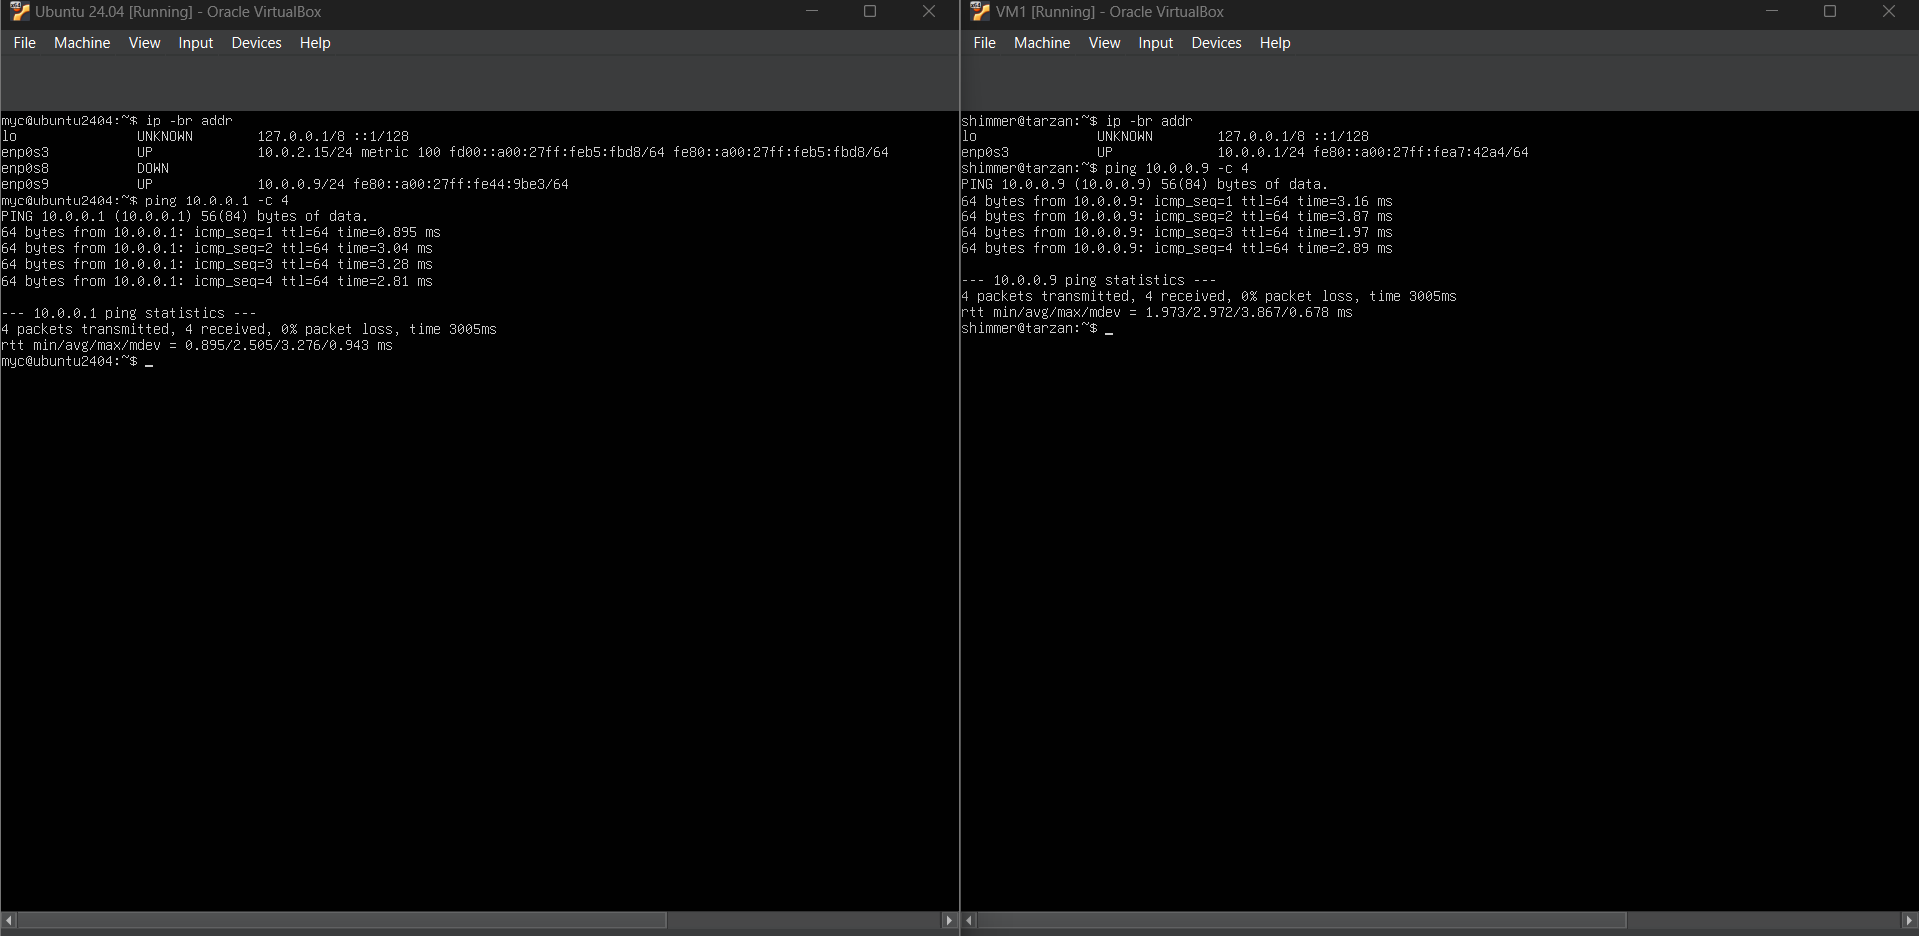 Ubuntu 24.04 [Running] - Oracle VirtualBox
File Machine View Input Devices Help
myc@ubuntu2404:~$ ip -br addr
lo UNKNOWN 127.0.0.1/8 ::1/128
enp0s3 UP 10.0.2.15/24 metric 100 fd00::a00:27ff:feb5:fbd8/64 fe80::a00:27ff:feb5:fbd8/64
enp0s8 DOWN
enp0s9 UP 10.0.0.9/24 fe80::a00:27ff:fe44:9be3/64
myc@ubuntu2404:~$ ping 10.0.0.1 -c 4
PING 10.0.0.1 (10.0.0.1) 56(84) bytes of data.
64 bytes from 10.0.0.1: icmp_seq=1 ttl=64 time=0.895 ms
64 bytes from 10.0.0.1: icmp_seq=2 ttl=64 time=3.04 ms
64 bytes from 10.0.0.1: icmp_seq=3 ttl=64 time=3.28 ms
64 bytes from 10.0.0.1: icmp_seq=4 ttl=64 time=2.81 ms
--- 10.0.0.1 ping statistics ---
4 packets transmitted, 4 received, 0% packet loss, time 3005ms
rtt min/avg/max/mdev = 0.895/2.505/3.276/0.943 ms
myc@ubuntu2404:~$ _
VM1 [Running] - Oracle VirtualBox
File Machine View Input Devices Help
shimmer@tarzan:~$ ip -br addr
lo UNKNOWN 127.0.0.1/8 ::1/128
enp0s3 UP 10.0.0.1/24 fe80::a00:27ff:fea7:42a4/64
shimmer@tarzan:~$ ping 10.0.0.9 -c 4
PING 10.0.0.9 (10.0.0.9) 56(84) bytes of data.
64 bytes from 10.0.0.9: icmp_seq=1 ttl=64 time=3.16 ms
64 bytes from 10.0.0.9: icmp_seq=2 ttl=64 time=3.87 ms
64 bytes from 10.0.0.9: icmp_seq=3 ttl=64 time=1.97 ms
64 bytes from 10.0.0.9: icmp_seq=4 ttl=64 time=2.89 ms
--- 10.0.0.9 ping statistics ---
4 packets transmitted, 4 received, 0% packet loss, time 3005ms
rtt min/avg/max/mdev = 1.973/2.972/3.867/0.678 ms
shimmer@tarzan:~$ _